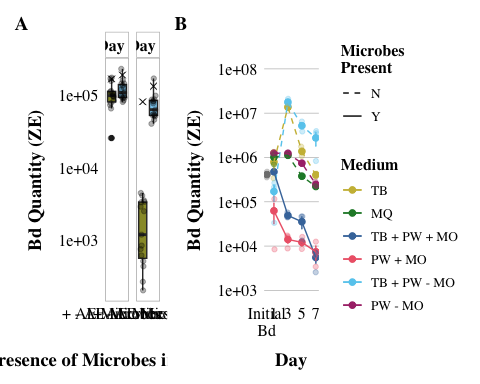 A
B
Day
Bd Quantity (ZE)
1e+05
1e+04
1e+03
resence of Microbes i
Bd Quantity (ZE)
1e+08
1e+07
1e+06
1e+05
1e+04
1e+03
Initial 1 3 5 7
Bd
Day
Microbes
Present
N
Y
Medium
TB
MQ
TB + PW + MO
PW + MO
TB + PW - MO
PW - MO